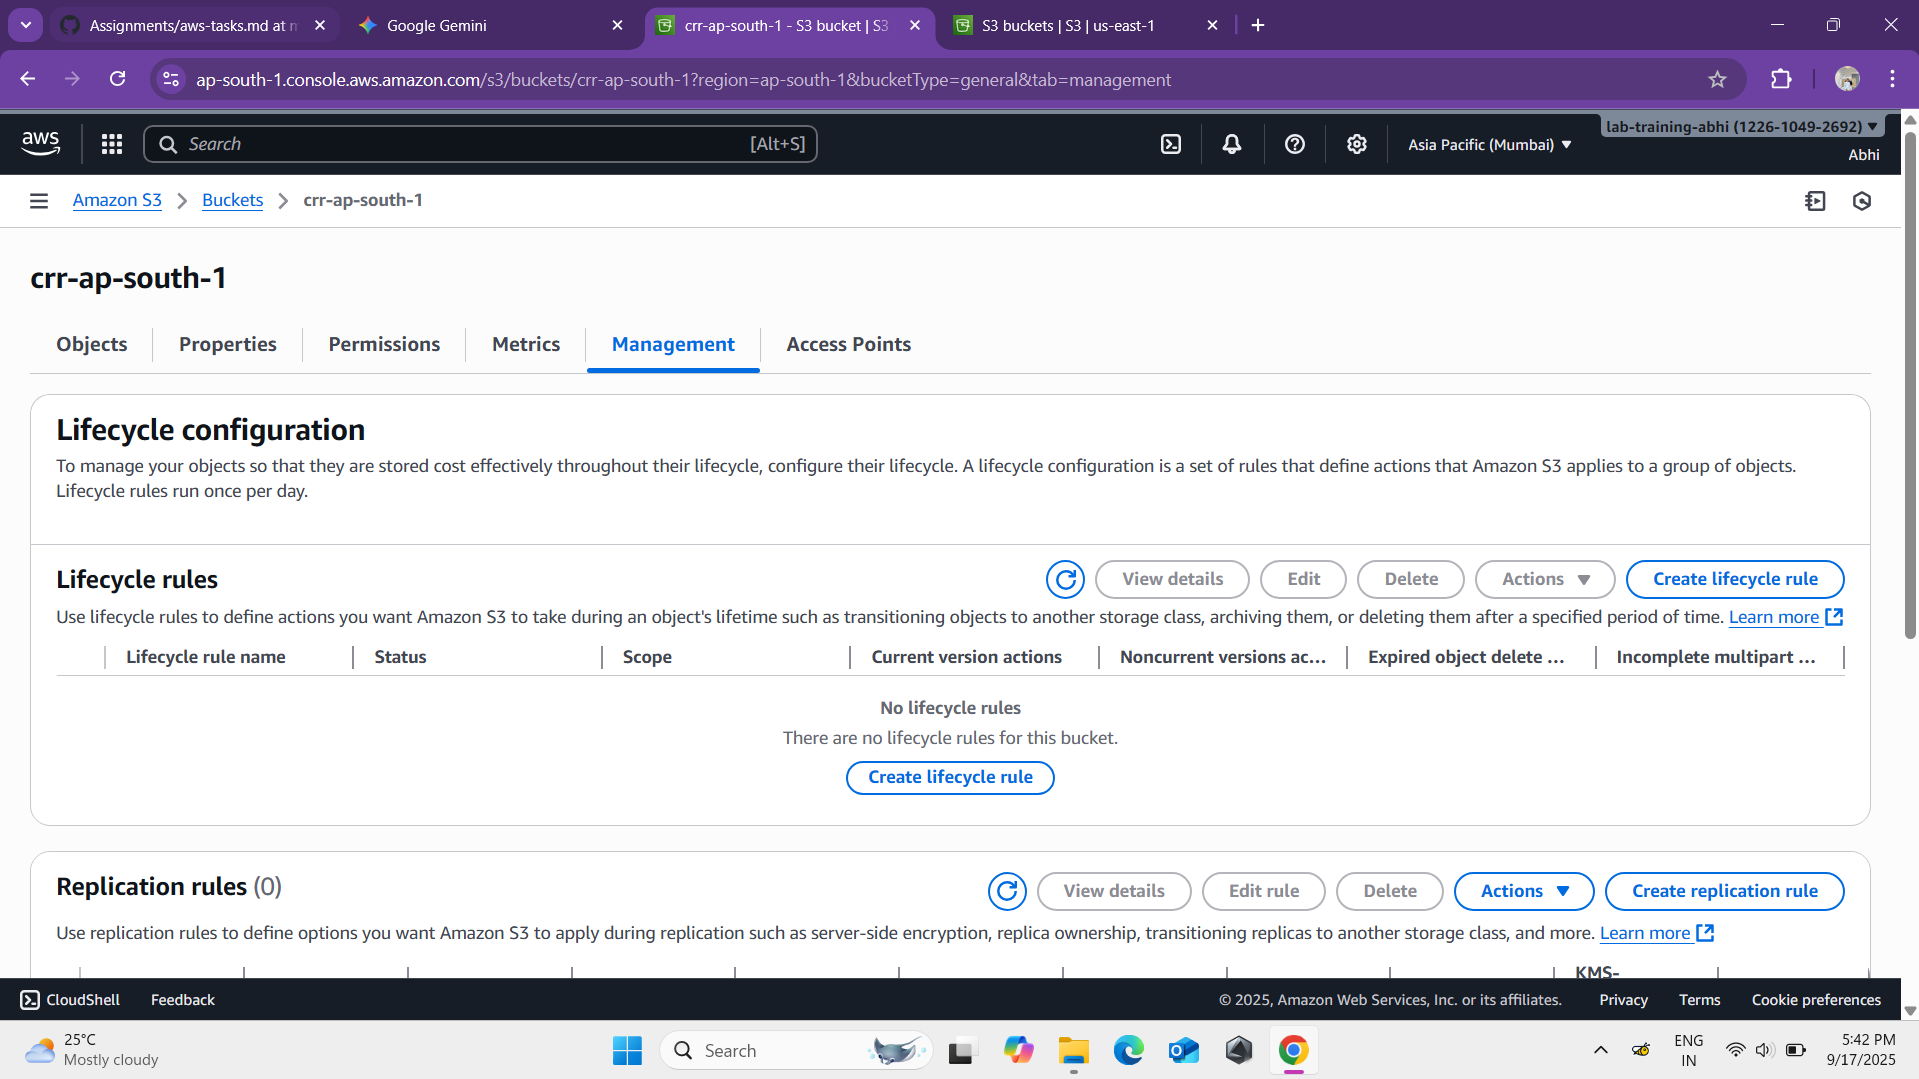 Assignments/aws-tasks.md at m
Google Gemini
crr-ap-south-1 - S3 bucket | S3
S3 buckets | S3 | us-east-1
ap-south-1.console.aws.amazon.com/s3/buckets/crr-ap-south-1?region=ap-south-1&bucketType=general&tab=management
aws
Search
[Alt+S]
Asia Pacific (Mumbai)
lab-training-abhi (1226-1049-2692)
Abhi
Amazon S3
Buckets
crr-ap-south-1
crr-ap-south-1
Objects
Properties
Permissions
Metrics
Management
Access Points
Lifecycle configuration
To manage your objects so that they are stored cost effectively throughout their lifecycle, configure their lifecycle. A lifecycle configuration is a set of rules that define actions that Amazon S3 applies to a group of objects.
Lifecycle rules run once per day.
Lifecycle rules
View details
Edit
Delete
Actions
Create lifecycle rule
Use lifecycle rules to define actions you want Amazon S3 to take during an object's lifetime such as transitioning objects to another storage class, archiving them, or deleting them after a specified period of time. Learn more
Lifecycle rule name
Status
Scope
Current version actions
Noncurrent versions ac...
Expired object delete ...
Incomplete multipart ...
No lifecycle rules
There are no lifecycle rules for this bucket.
Create lifecycle rule
Replication rules (0)
View details
Edit rule
Delete
Actions
Create replication rule
Use replication rules to define options you want Amazon S3 to apply during replication such as server-side encryption, replica ownership, transitioning replicas to another storage class, and more. Learn more
KMS-
CloudShell
Feedback
© 2025, Amazon Web Services, Inc. or its affiliates.
Privacy
Terms
Cookie preferences
25°C
Mostly cloudy
Search
ENG
IN
5:42 PM
9/17/2025